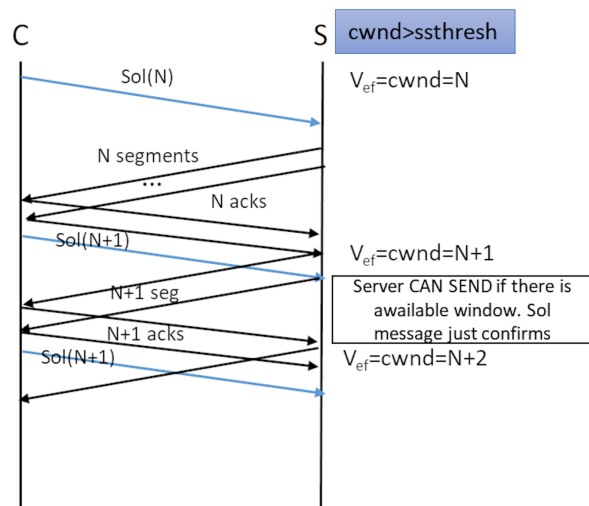 C
S
cwnd>ssthresh
Sol(N)
Vef=cwnd=N
N segments
...
N acks
Sol(N+1)
Vef=cwnd=N+1
Server CAN SEND if there is
awailable window. Sol
message just confirms
N+1 seg
N+1 acks
Sol(N+1)
Vef=cwnd=N+2